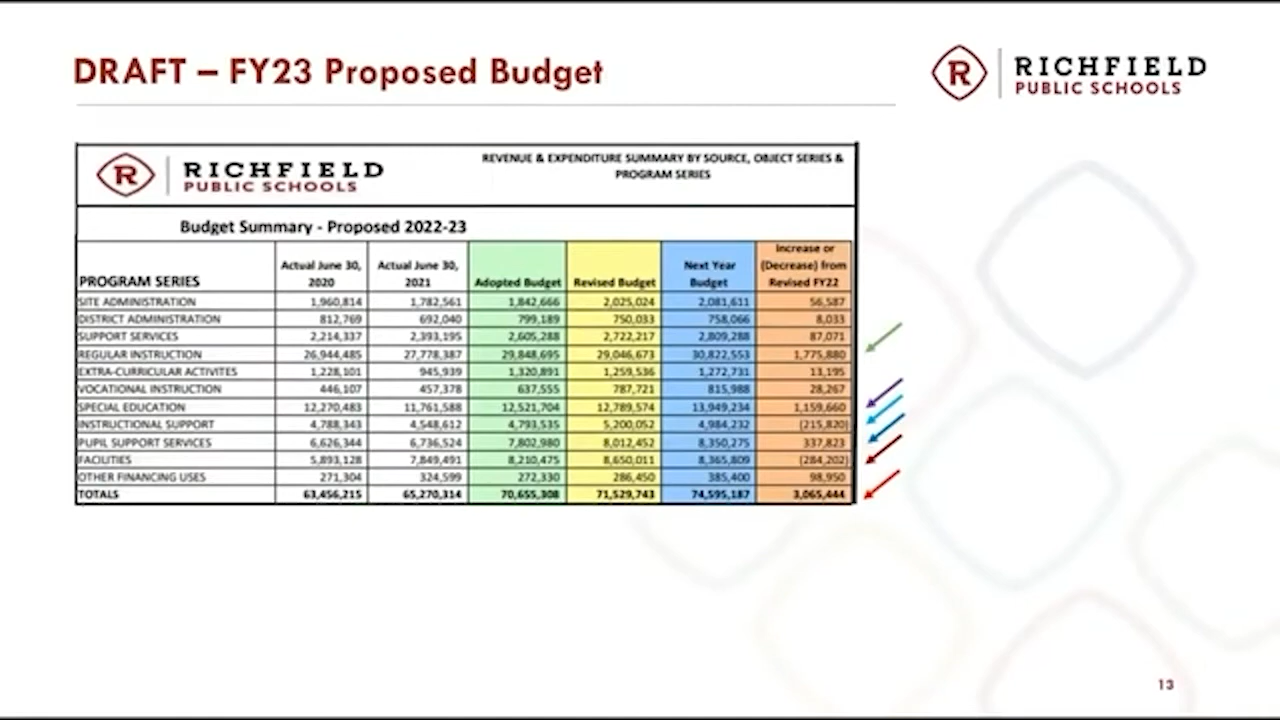 DRAFT – FY23 Proposed Budget
RICHFIELD
PUBLIC SCHOOLS
RICHFIELD
PUBLIC SCHOOLS
REVENUE & EXPENDITURE SUMMARY BY SOURCE, OBJECT SERIES &
PROGRAM SERIES
Budget Summary - Proposed 2022-23
PROGRAM SERIES Actual June 30, 2020 Actual June 30, 2021 Adopted Budget Revised Budget Next Year Budget Increase or (Decrease) from Revised FY22
SITE ADMINISTRATION 1,960,814 1,782,561 1,842,666 2,025,024 2,081,611 56,587
DISTRICT ADMINISTRATION 812,769 692,040 799,189 750,033 758,066 8,033
SUPPORT SERVICES 2,214,337 2,393,195 2,605,288 2,722,217 2,809,288 87,071
REGULAR INSTRUCTION 26,944,485 27,778,387 29,848,695 29,046,673 30,822,553 1,775,880
EXTRA-CURRICULAR ACTIVITES 1,228,101 945,939 1,320,891 1,259,536 1,272,731 13,195
VOCATIONAL INSTRUCTION 446,107 457,378 637,555 787,721 815,988 28,267
SPECIAL EDUCATION 12,270,483 11,761,588 12,521,704 12,789,574 13,949,234 1,159,660
INSTRUCTIONAL SUPPORT 4,788,343 4,548,612 4,793,535 5,200,052 4,984,232 (215,820)
PUPIL SUPPORT SERVICES 6,626,344 6,736,524 7,802,980 8,012,452 8,350,275 337,823
FACILITIES 5,893,128 7,849,491 8,210,475 8,650,011 8,365,809 (284,202)
OTHER FINANCING USES 271,304 324,599 272,330 286,450 385,400 98,950
TOTALS 63,456,215 65,270,314 70,655,308 71,529,743 74,595,187 3,065,444
13